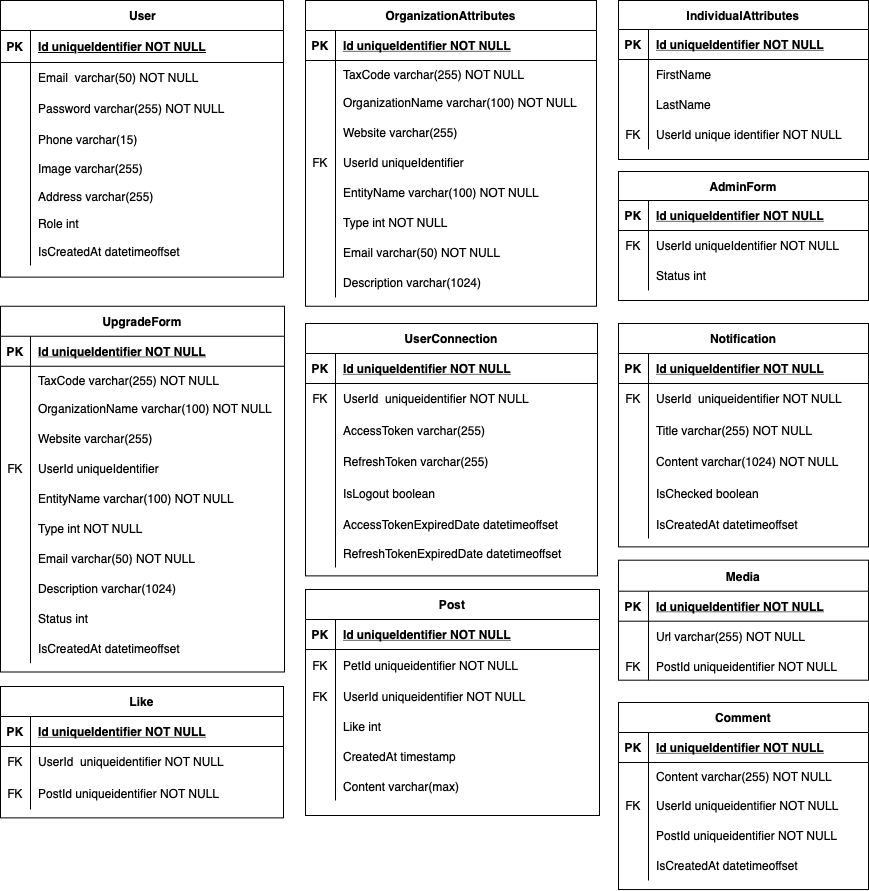 User
PK Id uniqueIdentifier NOT NULL
Email  varchar(50) NOT NULL
Password varchar(255) NOT NULL
Phone varchar(15)
Image varchar(255)
Address varchar(255)
Role int
IsCreatedAt datetimeoffset
OrganizationAttributes
PK Id uniqueIdentifier NOT NULL
TaxCode varchar(255) NOT NULL
OrganizationName varchar(100) NOT NULL
Website varchar(255)
FK UserId uniqueIdentifier
EntityName varchar(100) NOT NULL
Type int NOT NULL
Email varchar(50) NOT NULL
Description varchar(1024)
IndividualAttributes
PK Id uniqueIdentifier NOT NULL
FirstName
LastName
FK UserId unique identifier NOT NULL
AdminForm
PK Id uniqueIdentifier NOT NULL
FK UserId uniqueIdentifier NOT NULL
Status int
UpgradeForm
PK Id uniqueIdentifier NOT NULL
TaxCode varchar(255) NOT NULL
OrganizationName varchar(100) NOT NULL
Website varchar(255)
FK UserId uniqueIdentifier
EntityName varchar(100) NOT NULL
Type int NOT NULL
Email varchar(50) NOT NULL
Description varchar(1024)
Status int
IsCreatedAt datetimeoffset
UserConnection
PK Id uniqueIdentifier NOT NULL
FK UserId  uniqueidentifier NOT NULL
AccessToken varchar(255)
RefreshToken varchar(255)
IsLogout boolean
AccessTokenExpiredDate datetimeoffset
RefreshTokenExpiredDate datetimeoffset
Notification
PK Id uniqueIdentifier NOT NULL
FK UserId  uniqueidentifier NOT NULL
Title varchar(255) NOT NULL
Content varchar(1024) NOT NULL
IsChecked boolean
IsCreatedAt datetimeoffset
Media
PK Id uniqueIdentifier NOT NULL
Url varchar(255) NOT NULL
FK PostId uniqueidentifier NOT NULL
Like
PK Id uniqueIdentifier NOT NULL
FK UserId  uniqueidentifier NOT NULL
FK PostId uniqueidentifier NOT NULL
Post
PK Id uniqueIdentifier NOT NULL
FK PetId uniqueidentifier NOT NULL
FK UserId uniqueidentifier NOT NULL
Like int
CreatedAt timestamp
Content varchar(max)
Comment
PK Id uniqueIdentifier NOT NULL
Content varchar(255) NOT NULL
FK UserId uniqueidentifier NOT NULL
PostId uniqueidentifier NOT NULL
IsCreatedAt datetimeoffset